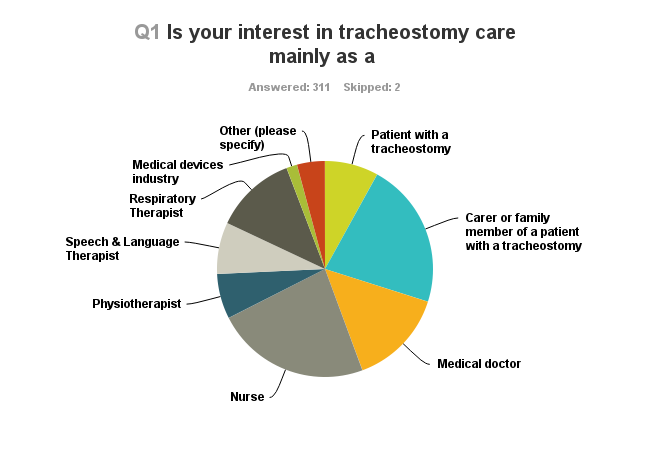 Q1 Is your interest in tracheostomy care
mainly as a
Answered: 311 Skipped: 2
Other (please
specify)
Patient with a
tracheostomy
Medical devices
industry
Respiratory
Therapist
Carer or family
member of a patient
with a tracheostomy
Speech & Language
Therapist
Physiotherapist
Medical doctor
Nurse